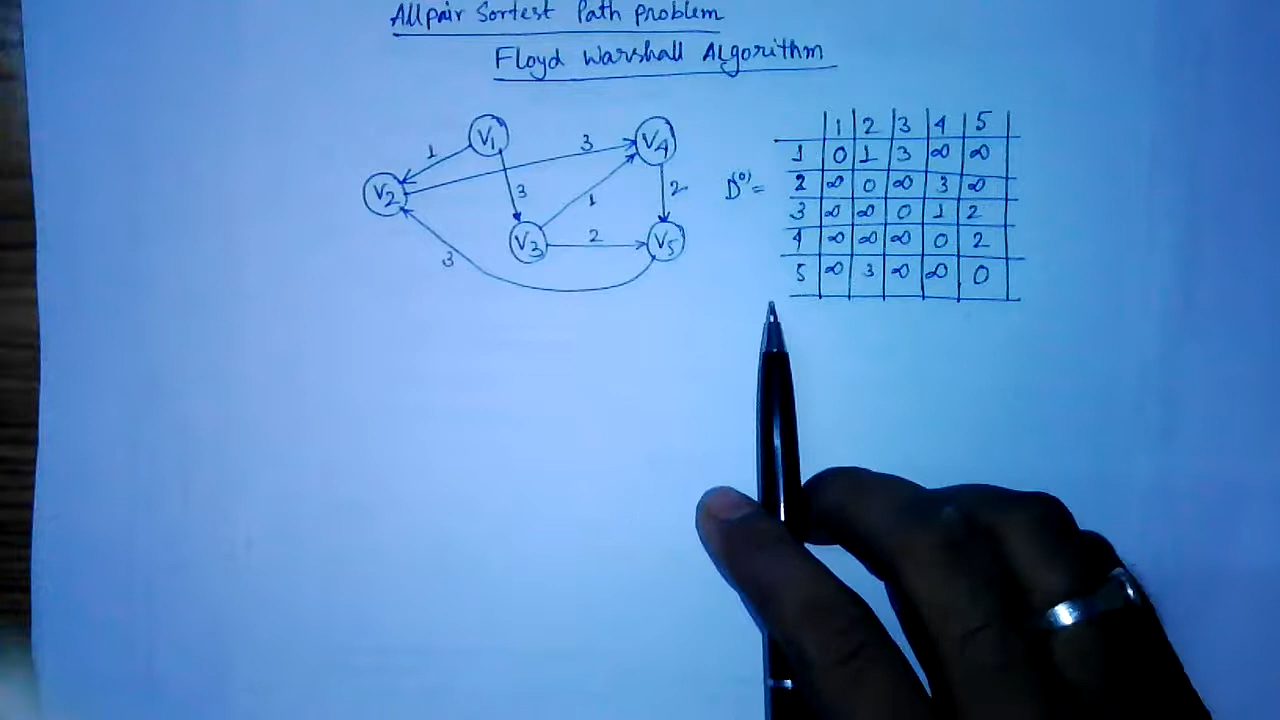 Allpair Sortest Path problem
Floyd Warshall Algorithm
V1 V4 V2 V3 V5
1 3 3 1 2 2 3
D(0)=
1 2 3 4 5
1 0 1 3 ∞ ∞
2 ∞ 0 ∞ 3 ∞
3 ∞ ∞ 0 1 2
4 ∞ ∞ ∞ 0 2
5 ∞ 3 ∞ ∞ 0